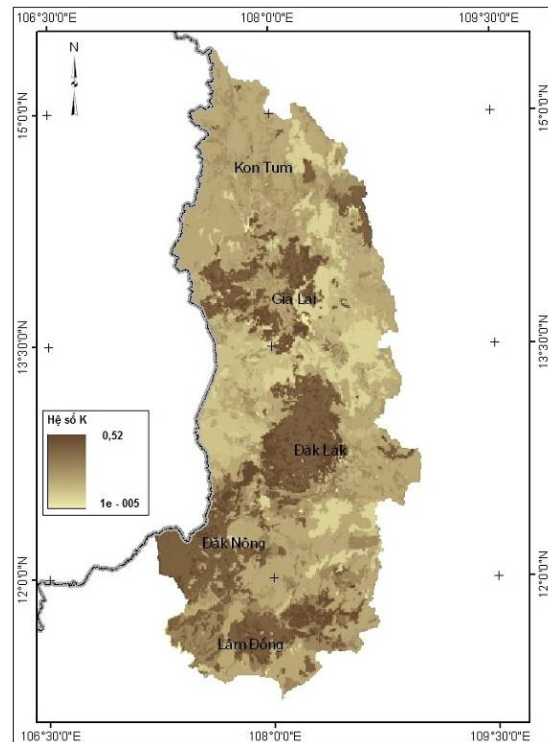 106°30'0"E 108°0'0"E 109°30'0"E
N
15°0'0"N 15°0'0"N
Kon Tum
Gia Lai
13°30'0"N 13°30'0"N
Hệ số K
0,52
1e - 005
Đăk Lăk
Đăk Nông
12°0'0"N 12°0'0"N
Lâm Đồng
106°30'0"E 108°0'0"E 109°30'0"E